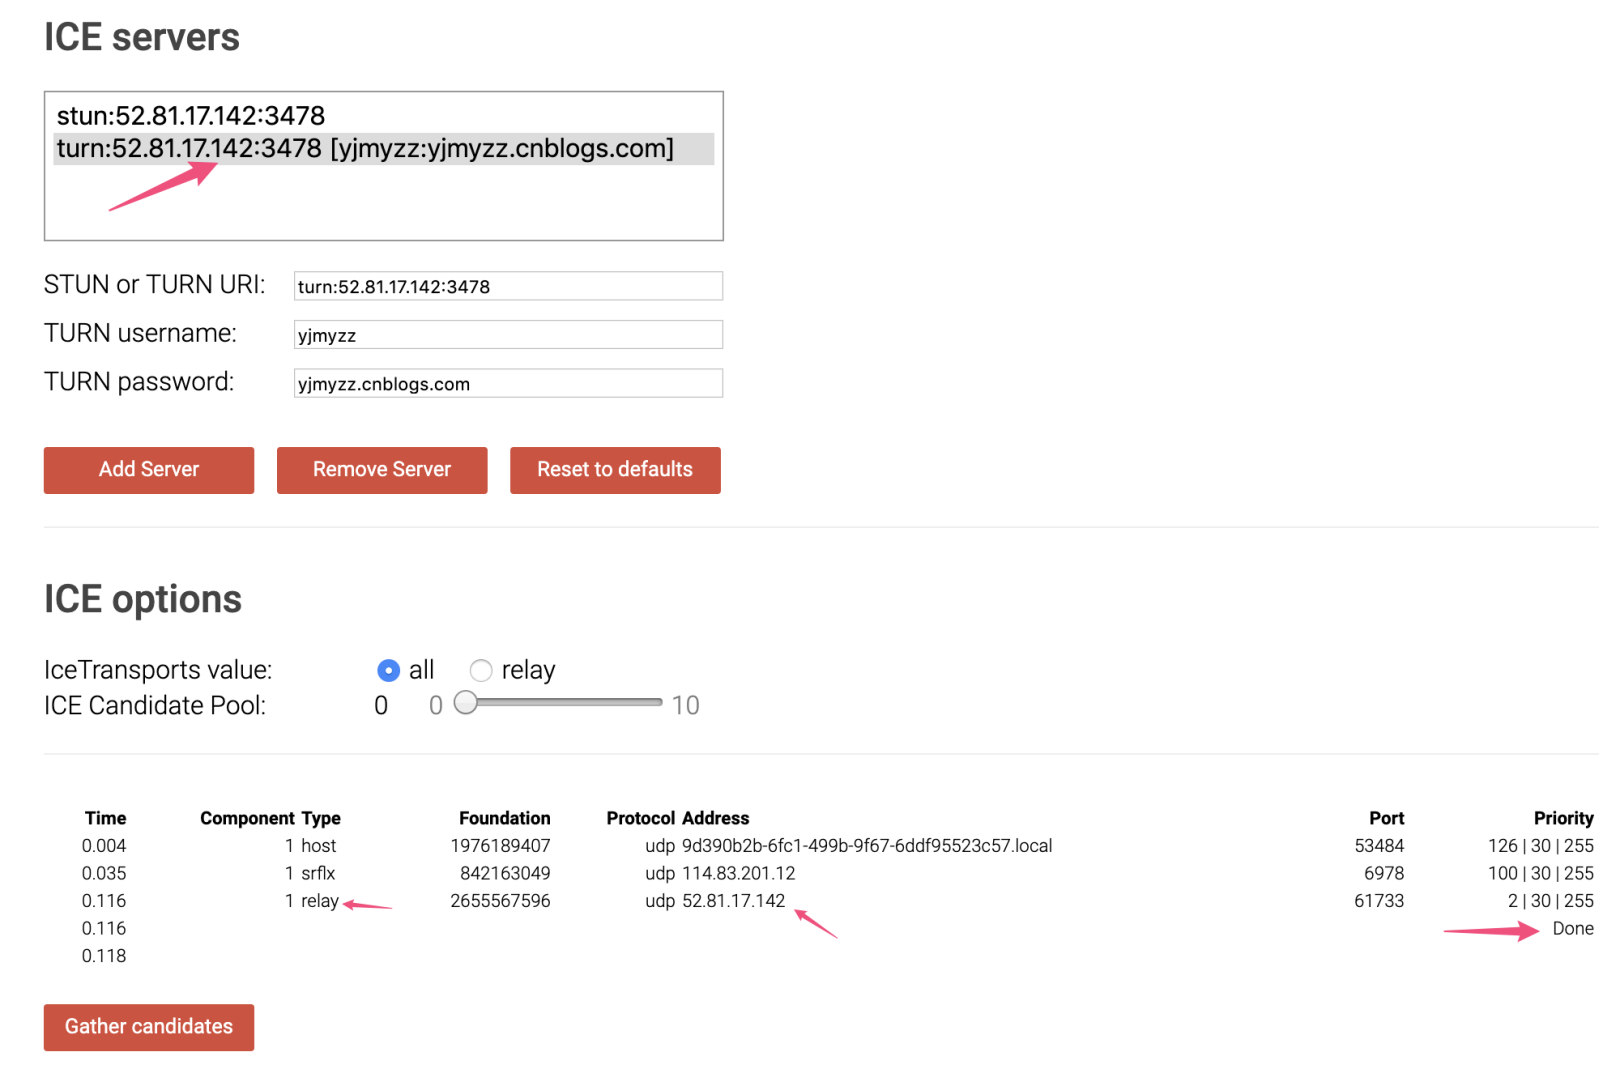 ICE servers
stun:52.81.17.142:3478
turn:52.81.17.142:3478 [yjmyzz:yjmyzz.cnblogs.com]
STUN or TURN URI: turn:52.81.17.142:3478
TURN username: yjmyzz
TURN password: yjmyzz.cnblogs.com
Add Server Remove Server Reset to defaults
ICE options
IceTransports value: all relay
ICE Candidate Pool: 0 0 10
Time Component Type Foundation Protocol Address Port Priority
0.004 1 host 1976189407 udp 9d390b2b-6fc1-499b-9f67-6ddf95523c57.local 53484 126 | 30 | 255
0.035 1 srflx 842163049 udp 114.83.201.12 6978 100 | 30 | 255
0.116 1 relay 2655567596 udp 52.81.17.142 61733 2 | 30 | 255
0.116 Done
0.118
Gather candidates